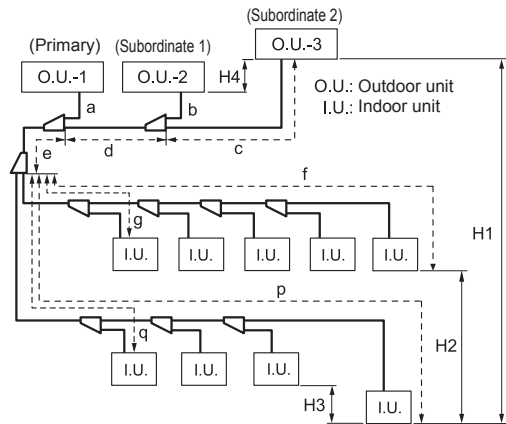 (Subordinate 2)
(Primary)
(Subordinate 1)
O.U.-3
O.U.-1
O.U.-2
H4
O.U.: Outdoor unit
I.U.: Indoor unit
a
b
e
d
c
f
g
H1
I.U.
I.U.
I.U.
I.U.
I.U.
p
H2
q
I.U.
I.U.
I.U.
H3
I.U.